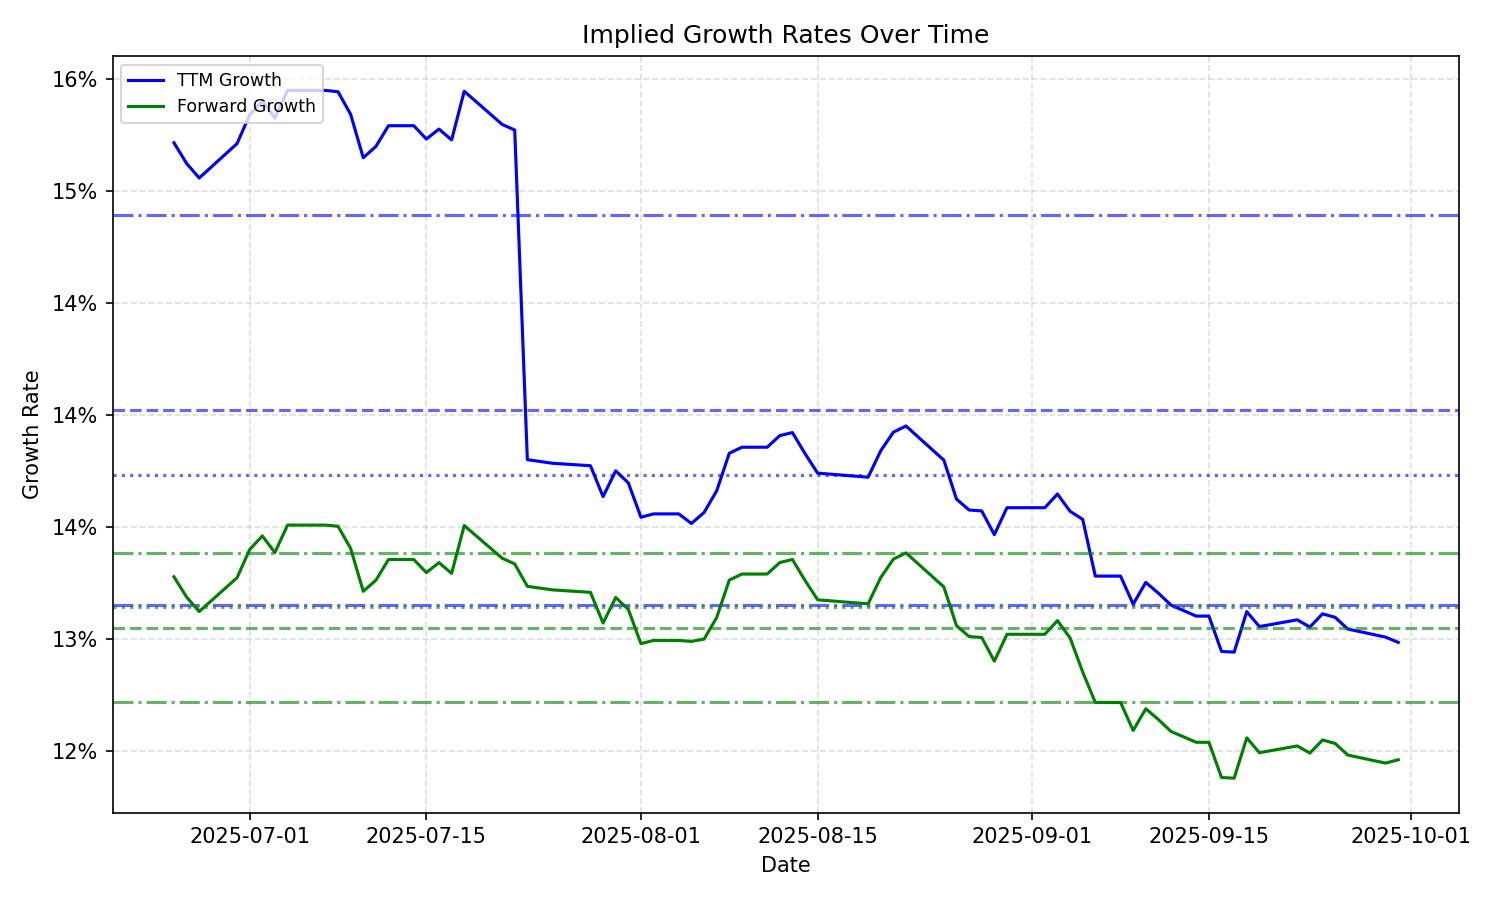 Implied Growth Rates Over Time
TTM Growth
Forward Growth
16%
15%
14%
14%
14%
13%
12%
Growth Rate
2025-07-01
2025-07-15
2025-08-01
2025-08-15
2025-09-01
2025-09-15
2025-10-01
Date